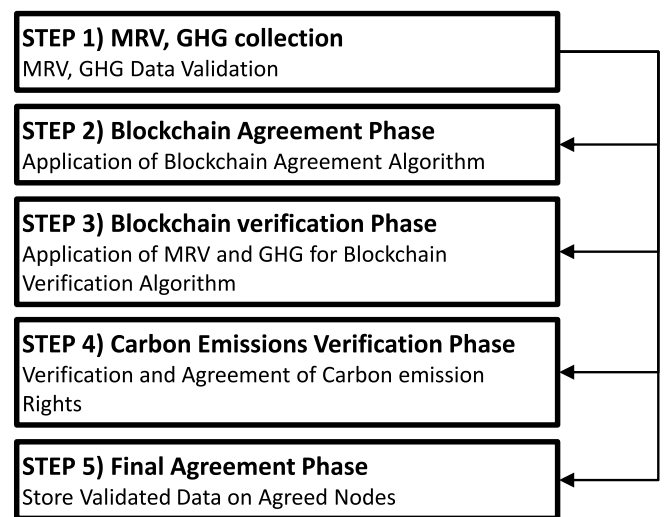 STEP 1) MRV, GHG collection
MRV, GHG Data Validation
STEP 2) Blockchain Agreement Phase
Application of Blockchain Agreement Algorithm
STEP 3) Blockchain verification Phase
Application of MRV and GHG for Blockchain
Verification Algorithm
STEP 4) Carbon Emissions Verification Phase
Verification and Agreement of Carbon emission
Rights
STEP 5) Final Agreement Phase
Store Validated Data on Agreed Nodes